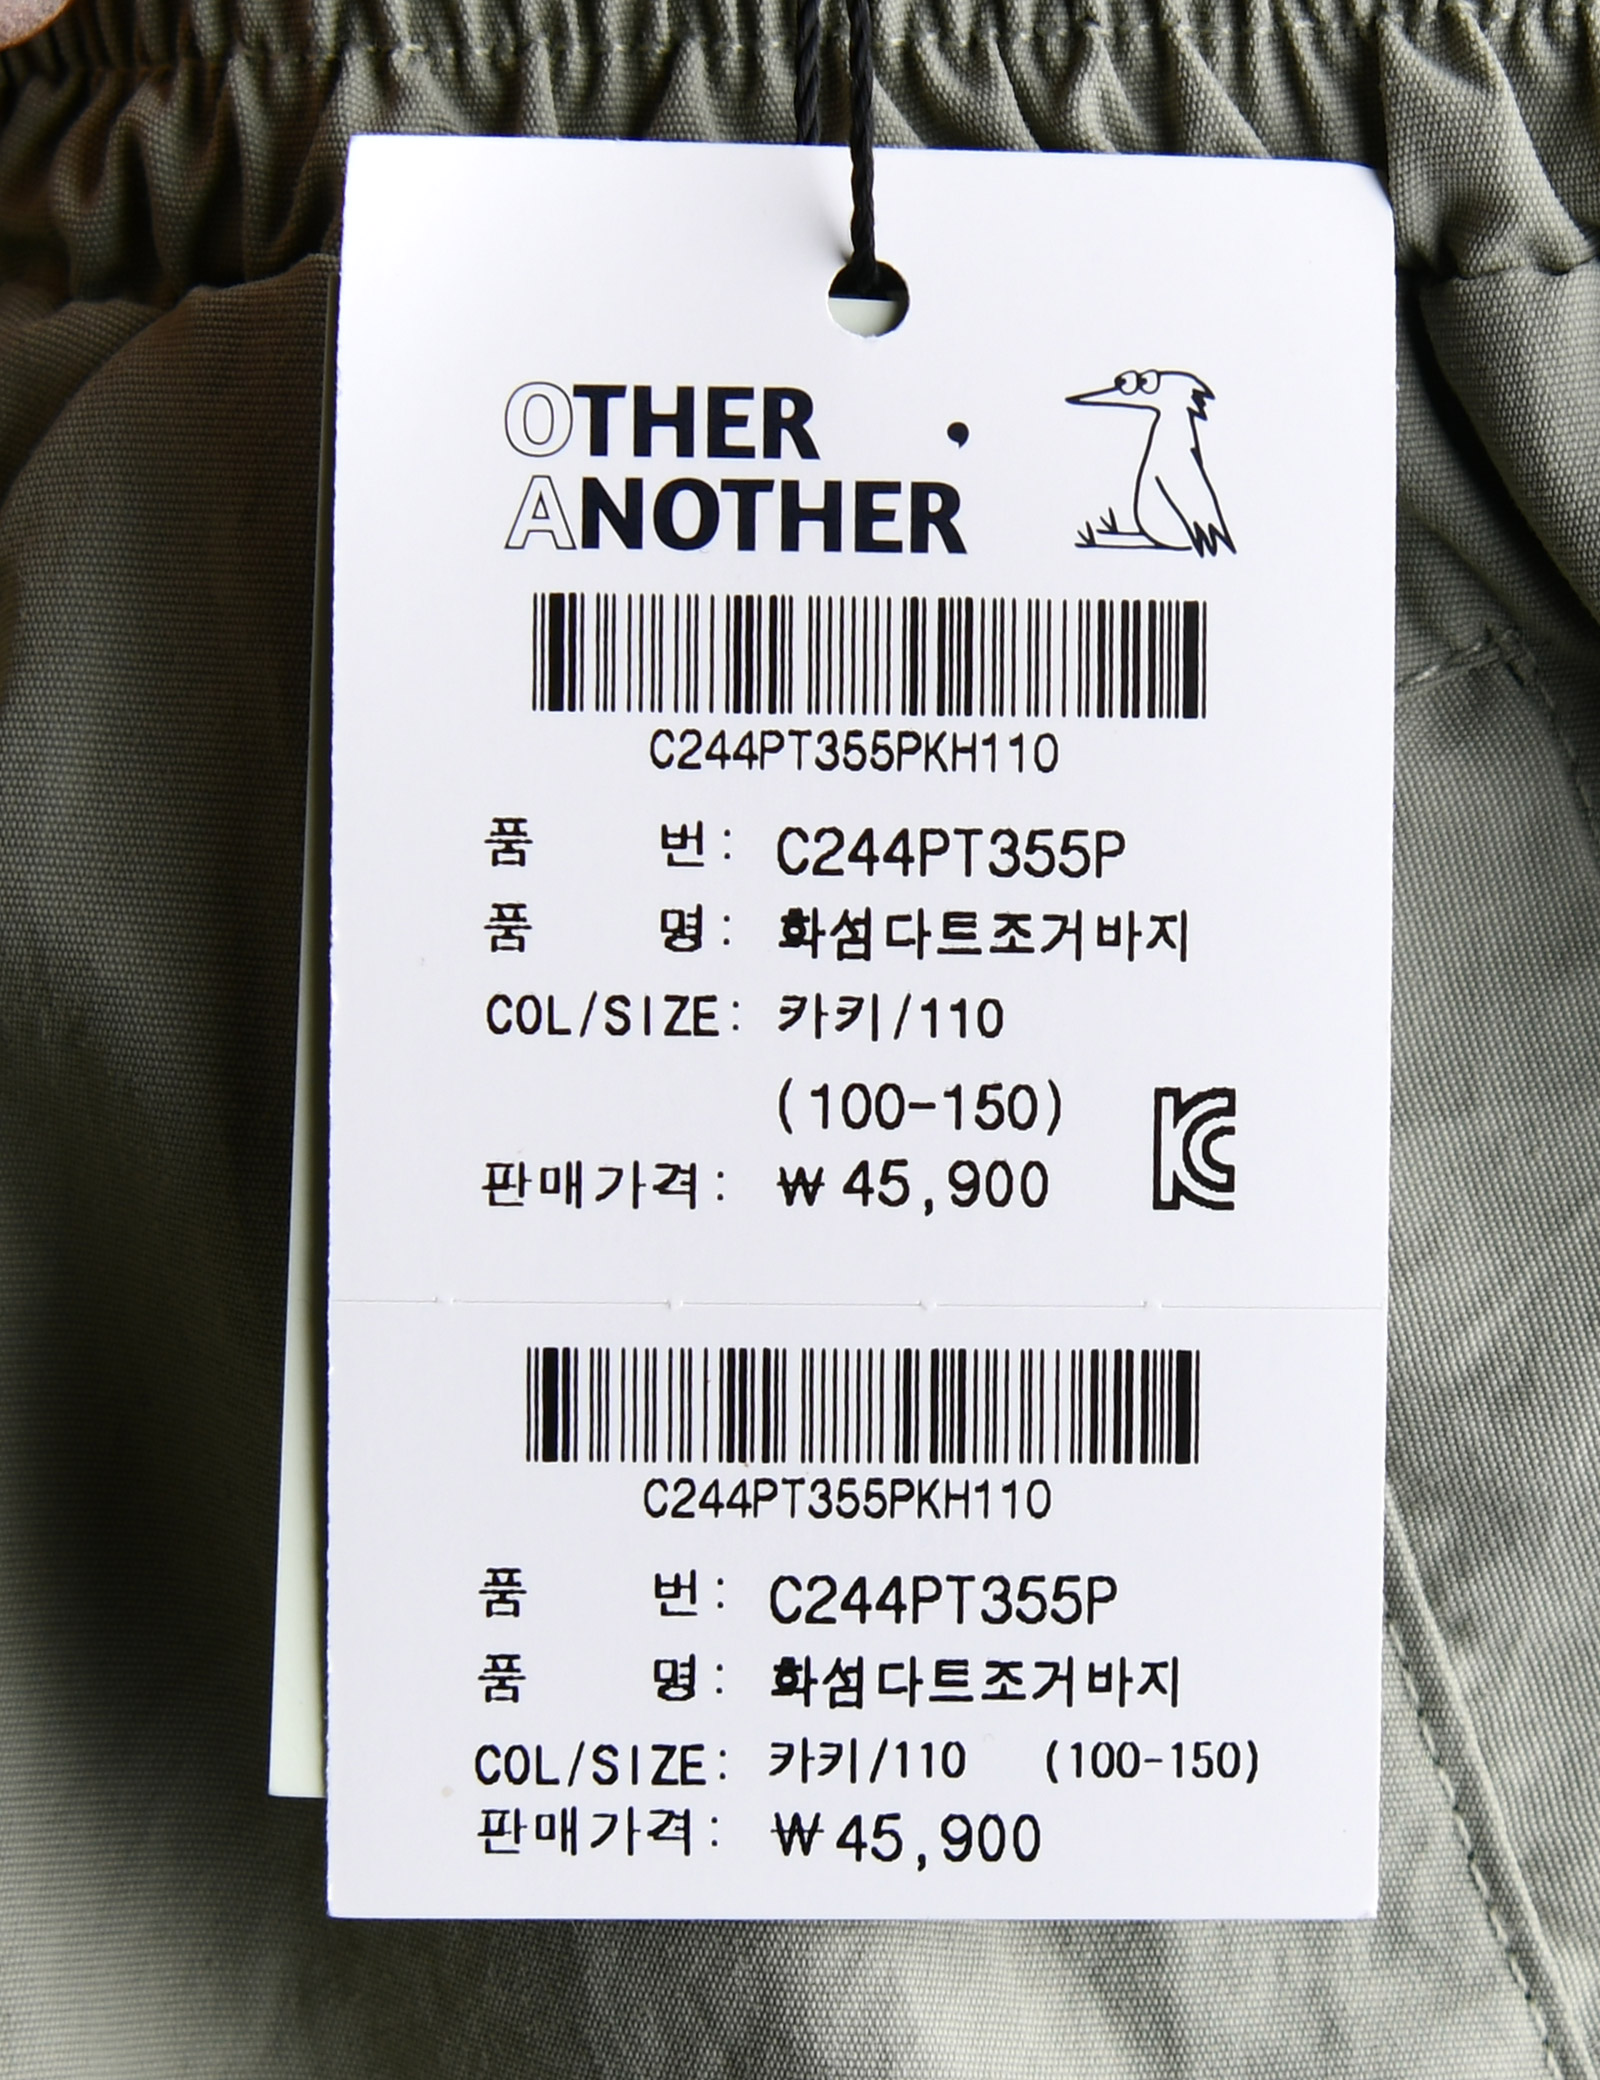 OTHER ,
ANOTHER
C244PT355PKH110
품 번: C244PT355P
품 명: 화섬다트조거바지
COL/SIZE: 카키/110
(100-150)
KC
판매가격: ₩45,900
C244PT355PKH110
품 번: C244PT355P
품 명: 화섬다트조거바지
COL/SIZE: 카키/110 (100-150)
판매가격: ₩45,900